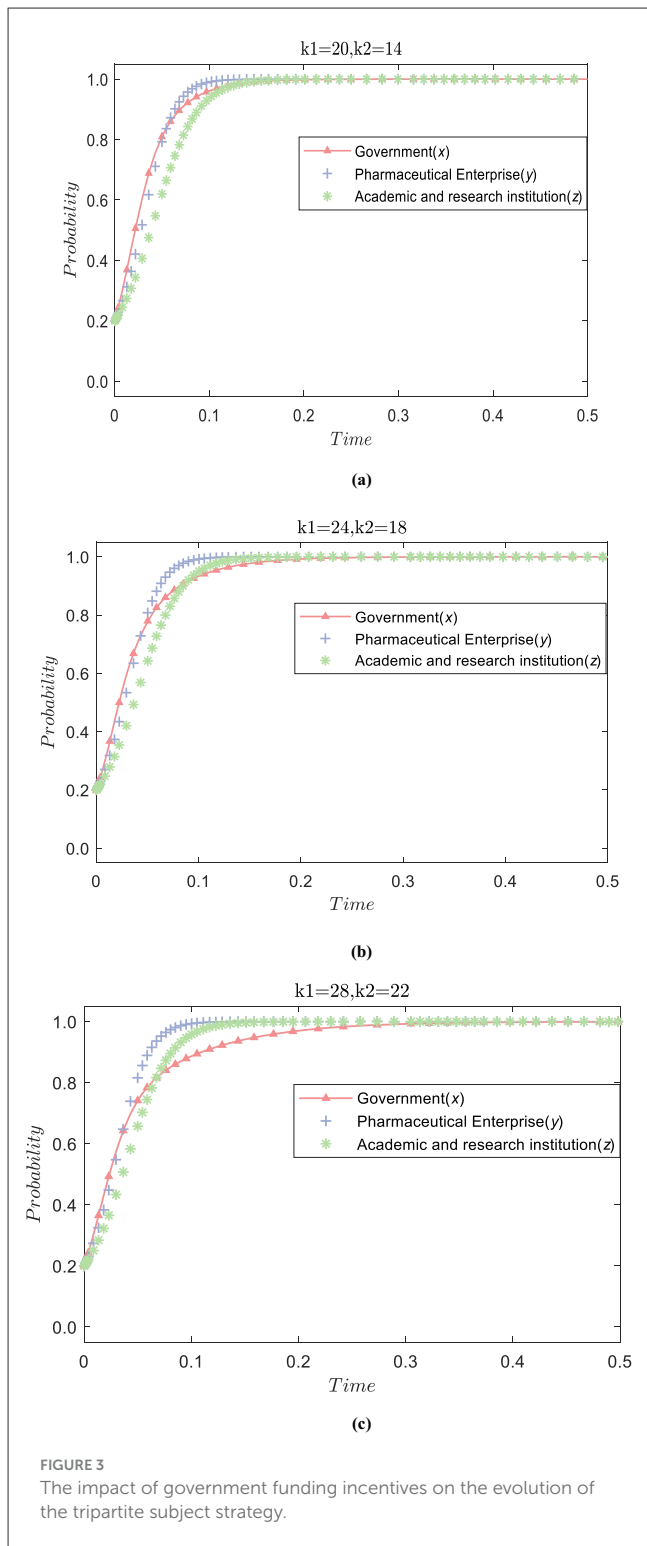 k1=20,k2=14
1.0
0.8
0.6
0.4
0.2
0.0
Probability
Government(x)
Pharmaceutical Enterprise(y)
Academic and research institution(z)
0 0.1 0.2 0.3 0.4 0.5
Time
(a)
k1=24,k2=18
1.0
0.8
0.6
0.4
0.2
0.0
Probability
Government(x)
Pharmaceutical Enterprise(y)
Academic and research institution(z)
0 0.1 0.2 0.3 0.4 0.5
Time
(b)
k1=28,k2=22
1.0
0.8
0.6
0.4
0.2
0.0
Probability
Government(x)
Pharmaceutical Enterprise(y)
Academic and research institution(z)
0 0.1 0.2 0.3 0.4 0.5
Time
(c)
FIGURE 3
The impact of government funding incentives on the evolution of
the tripartite subject strategy.